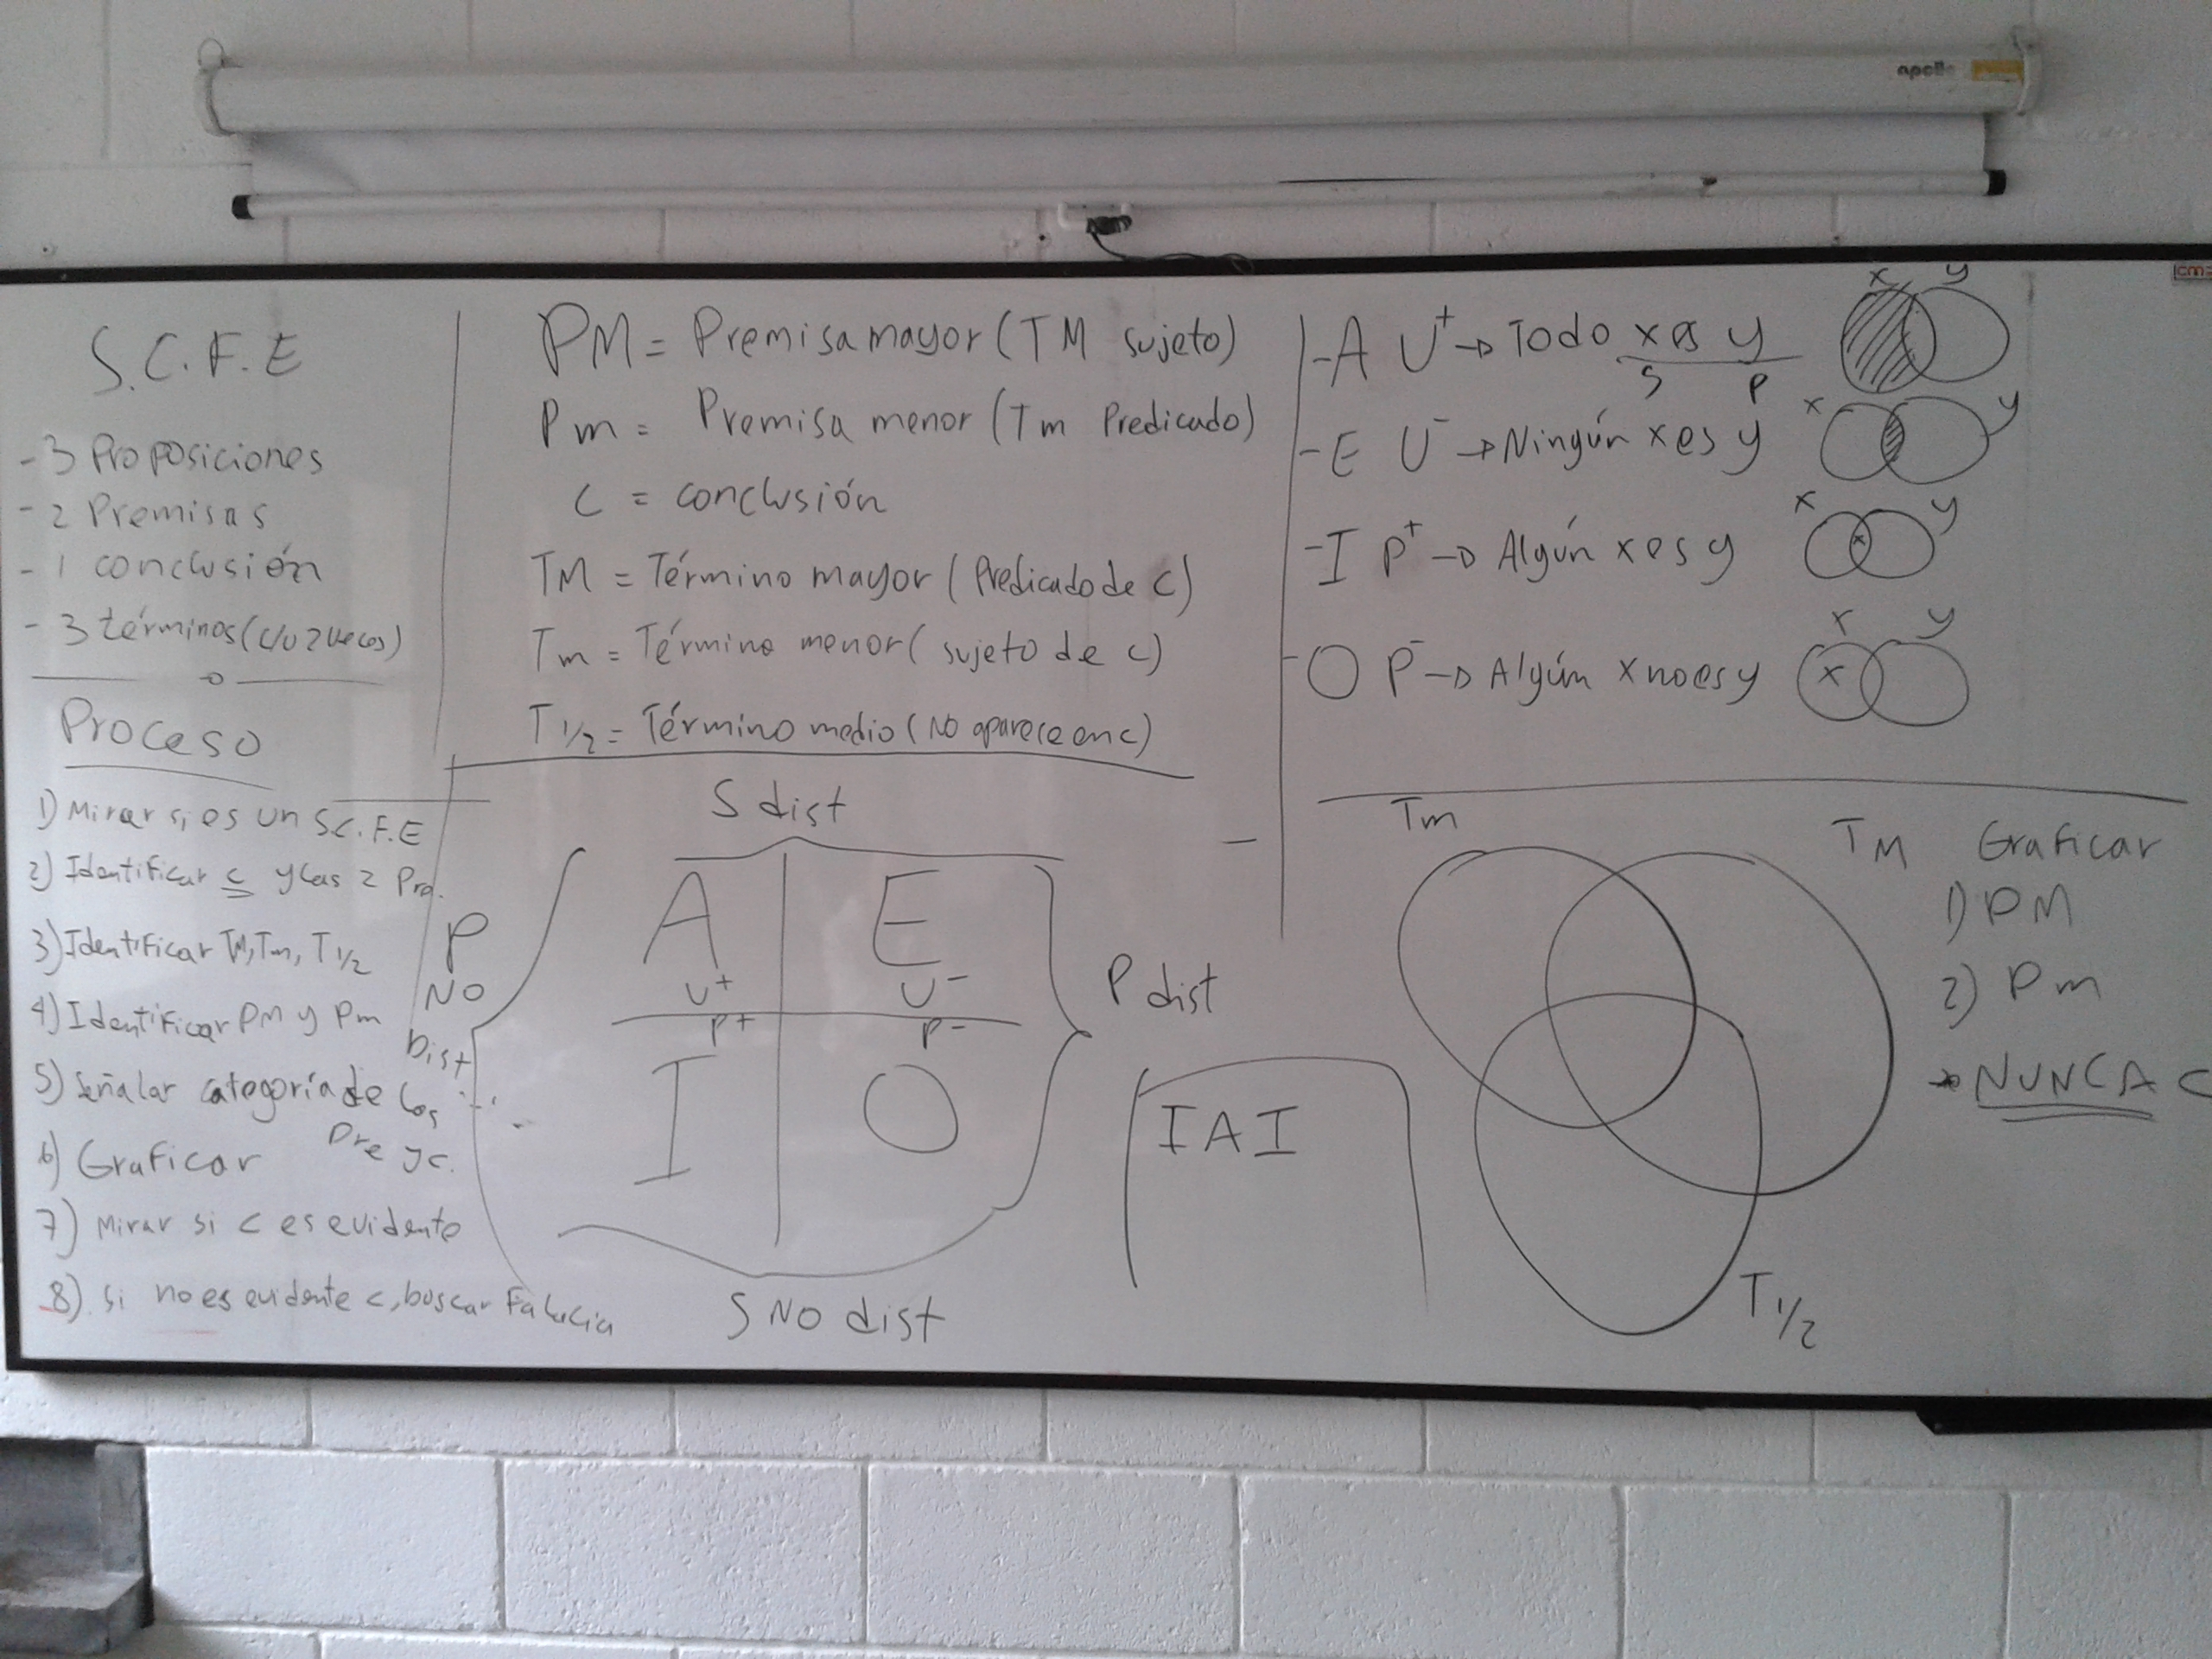 apollo
S.C.F.E
- 3 Proposiciones
- 2 Premisas
- 1 conclusión
- 3 términos (c/u 2 veces)
Proceso
1) Mirar si es un S.C.F.E
2) Identificar c y las 2 Pre.
3) Identificar TM, Tm, T 1/2
4) Identificar PM y Pm
5) Señalar categoría de los
Pre y c.
6) Graficar
7) Mirar si c es evidente
8) Si no es evidente c, buscar Falacia
PM = Premisa mayor (TM sujeto)
Pm = Premisa menor (Tm Predicado)
C = conclusión
TM = Término mayor (Predicado de c)
Tm = Término menor (sujeto de c)
T 1/2 = Término medio (No aparece en c)
-A U+ → Todo x es y
S P
x y
-E U- → Ningún x es y
x y
-I P+ → Algún x es y
x y
x
-O P- → Algún x no es y
x y
x
S dist
P
NO
Dist
A E
U+ U-
P+ P-
I O
P dist
S NO dist
IAI
Tm
TM
T 1/2
Graficar
1) PM
2) Pm
→ NUNCA C